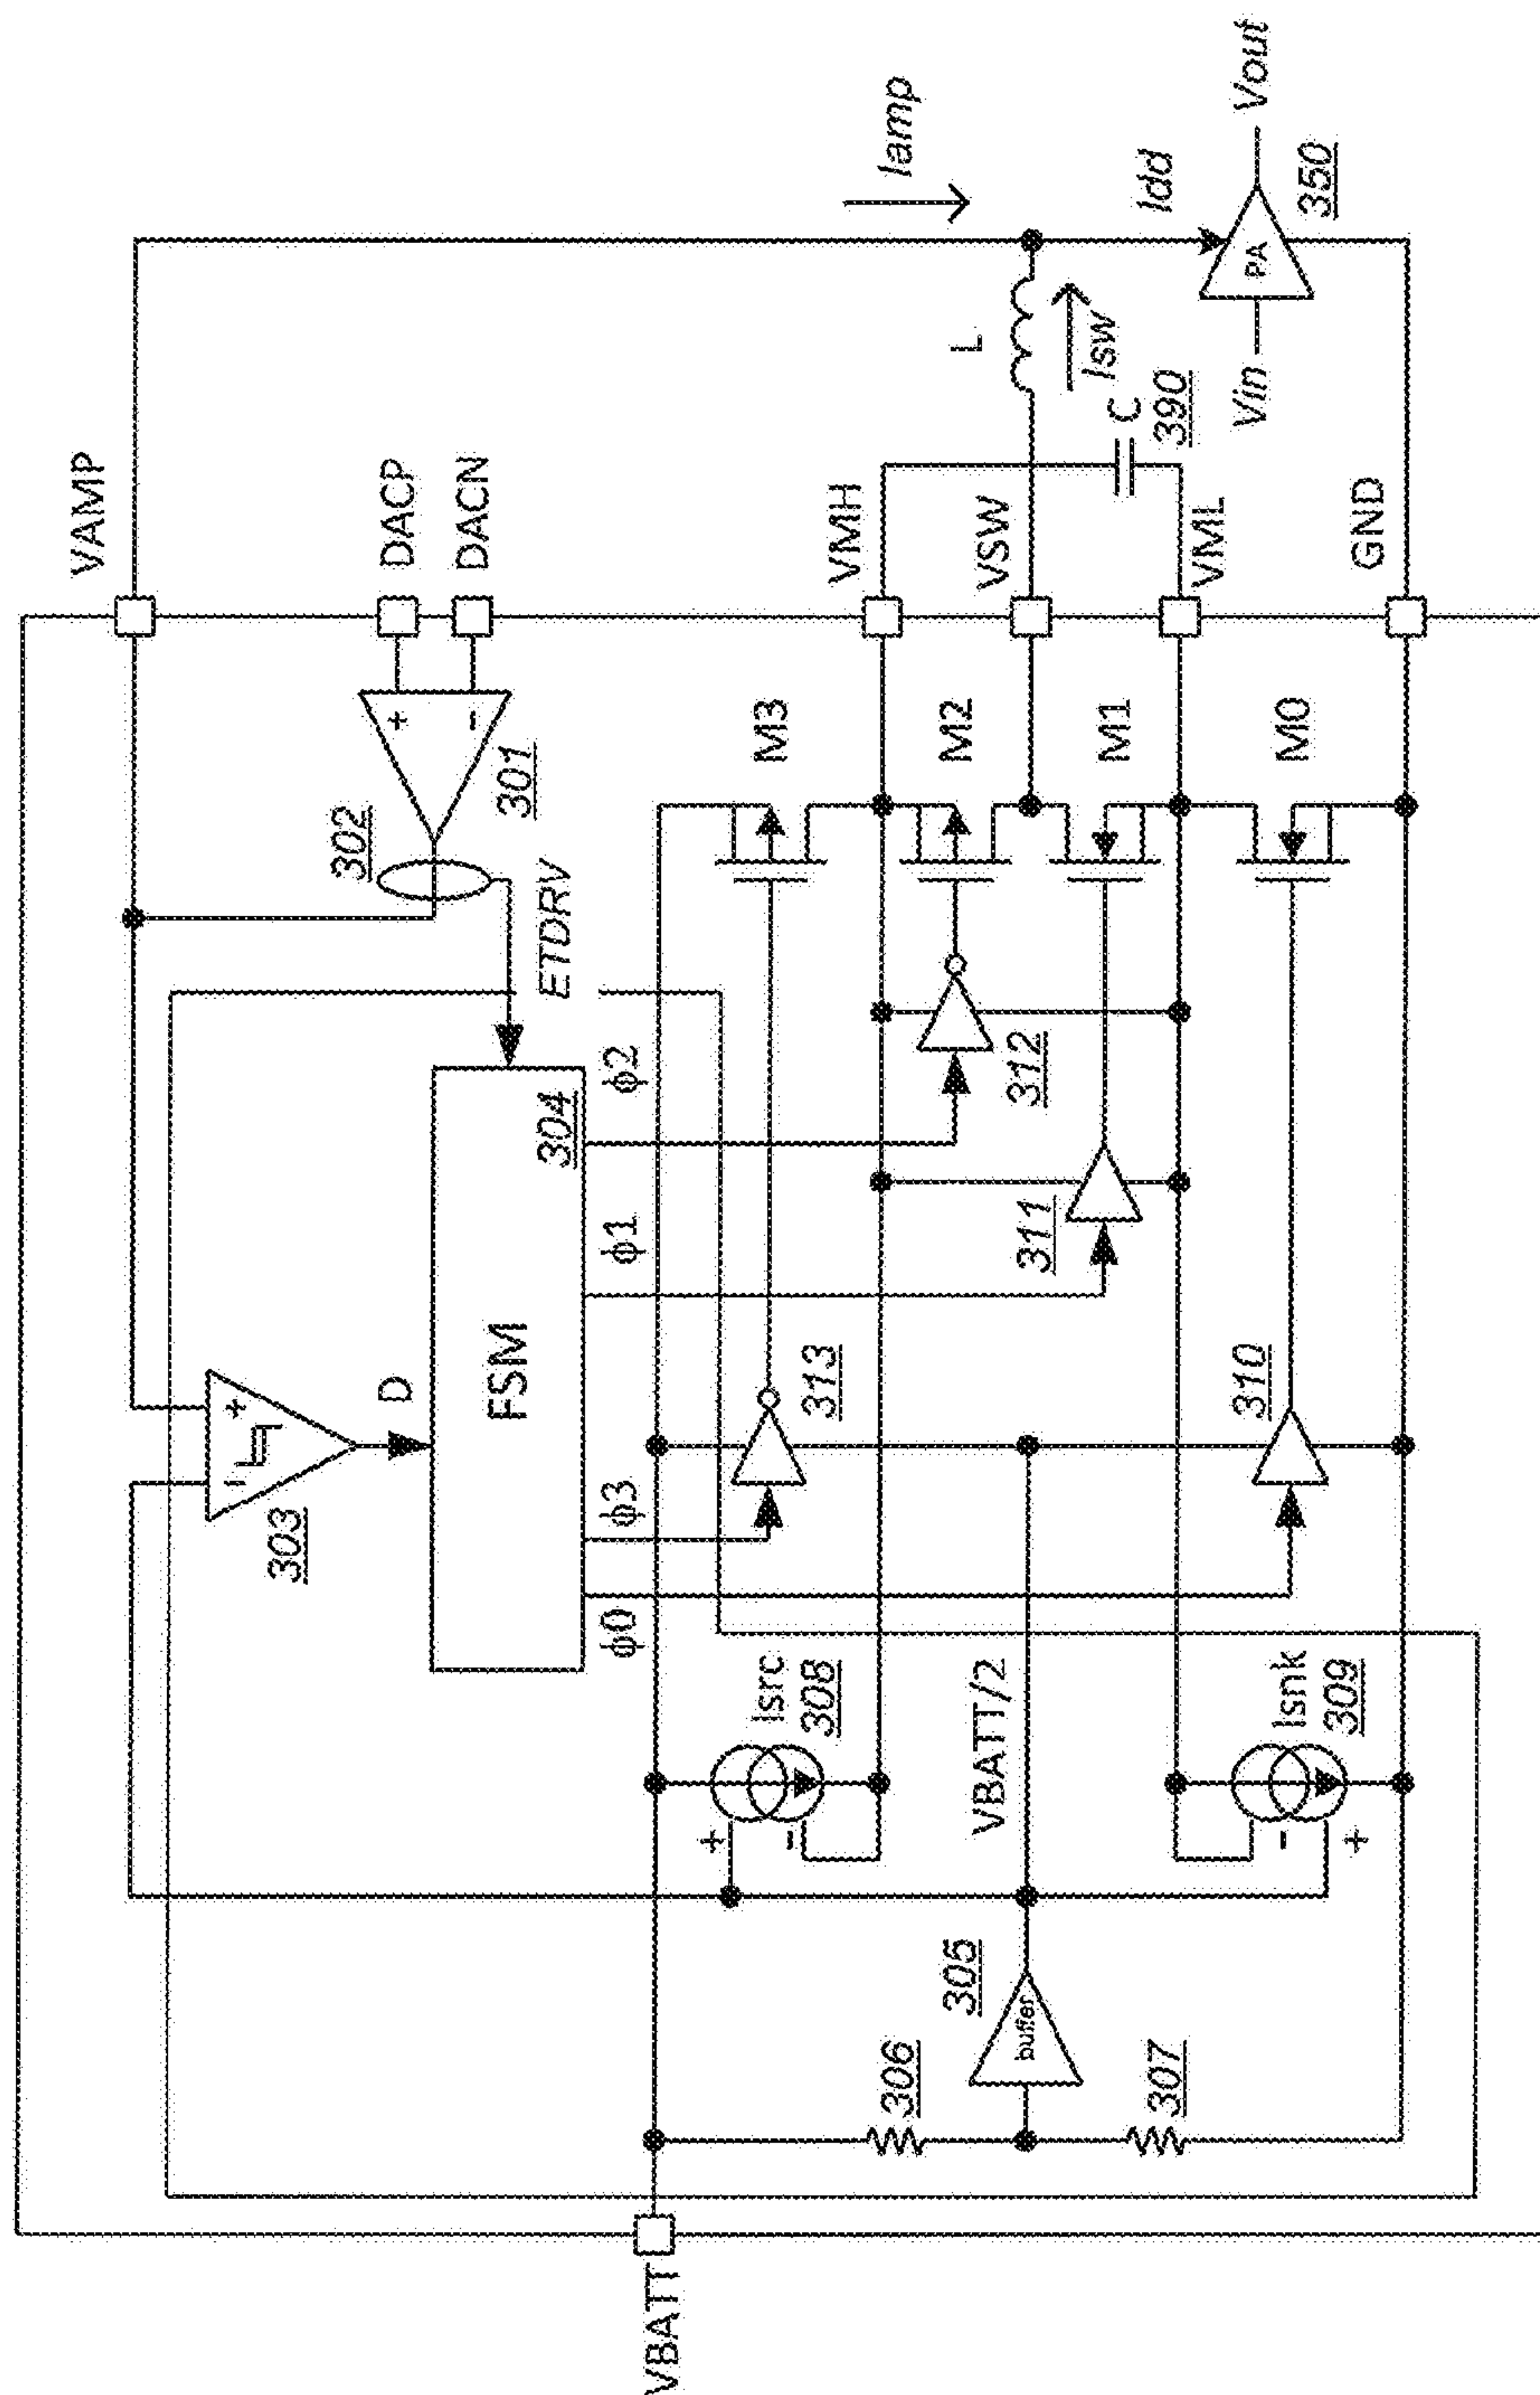 VAMP
DACP
DACN
VMH
VSW
VML
GND
Iamp
L
Isw
C
390
Idd
PA
350
Vin
Vout
+
-
301
302
ETDRV
M3
M2
M1
M0
+
-
303
D
FSM
304
ϕ2
ϕ1
ϕ3
ϕ0
312
311
313
310
Isrc
308
+
-
VBATT/2
Isnk
309
-
+
305
buffer
306
307
VBATT